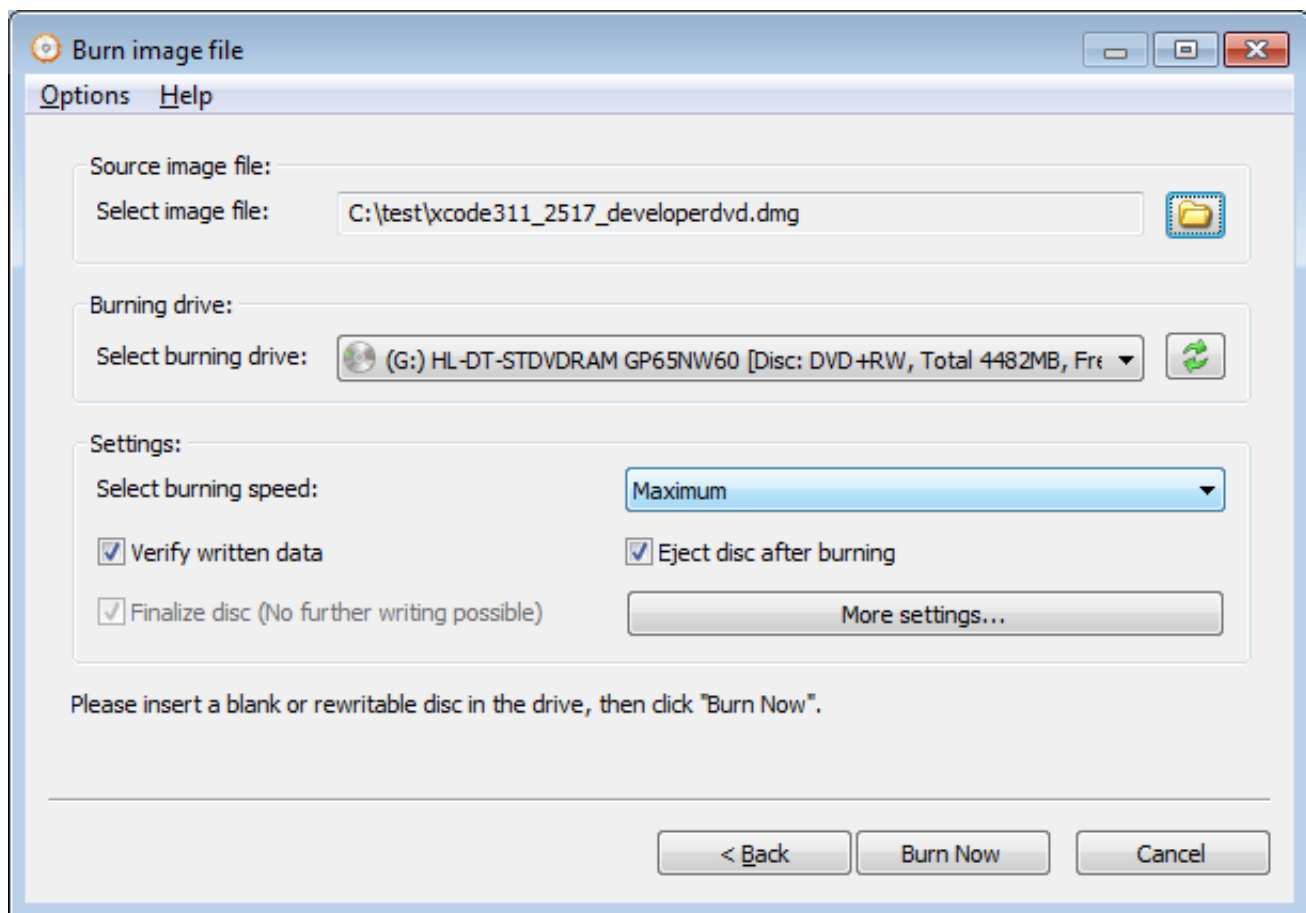 Burn image file
Options Help
Source image file:
Select image file: C:\test\xcode311_2517_developerdvd.dmg
Burning drive:
Select burning drive: (G:) HL-DT-STDVDRAM GP65NW60 [Disc: DVD+RW, Total 4482MB, Fre
Settings:
Select burning speed: Maximum
Verify written data Eject disc after burning
Finalize disc (No further writing possible) More settings...
Please insert a blank or rewritable disc in the drive, then click "Burn Now".
< Back Burn Now Cancel